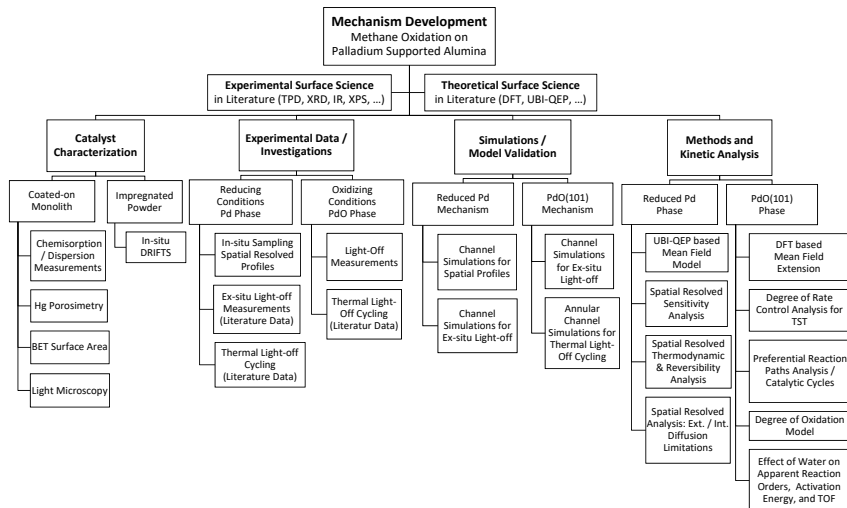 Mechanism Development
Methane Oxidation on
Palladium Supported Alumina
Experimental Surface Science
in Literature (TPD, XRD, IR, XPS, ...)
Theoretical Surface Science
in Literature (DFT, UBI-QEP, ...)
Catalyst
Characterization
Coated-on
Monolith
Chemisorption /
Dispersion
Measurements
Hg Porosimetry
BET Surface Area
Light Microscopy
Impregnated
Powder
In-situ
DRIFTS
Experimental Data /
Investigations
Reducing
Conditions
Pd Phase
In-situ Sampling
Spatial Resolved
Profiles
Ex-situ Light-off
Measurements
(Literature Data)
Thermal Light-off
Cycling
(Literature Data)
Oxidizing
Conditions
PdO Phase
Light-Off
Measurements
Thermal Light-
Off Cycling
(Literatur Data)
Simulations /
Model Validation
Reduced Pd
Mechanism
Channel
Simulations for
Spatial Profiles
Channel
Simulations for
Ex-situ Light-off
PdO(101)
Mechanism
Channel
Simulations
for Ex-situ
Light-off
Annular
Channel
Simulations for
Thermal Light-
Off Cycling
Methods and
Kinetic Analysis
Reduced Pd
Phase
UBI-QEP based
Mean Field
Model
Spatial Resolved
Sensitivity
Analysis
Spatial Resolved
Thermodynamic
& Reversibility
Analysis
Spatial Resolved
Analysis: Ext. / Int.
Diffusion
Limitations
PdO(101)
Phase
DFT based
Mean Field
Extension
Degree of Rate
Control Analysis for
TST
Preferential Reaction
Paths Analysis /
Catalytic Cycles
Degree of Oxidation
Model
Effect of Water on
Apparent Reaction
Orders, Activation
Energy, and TOF